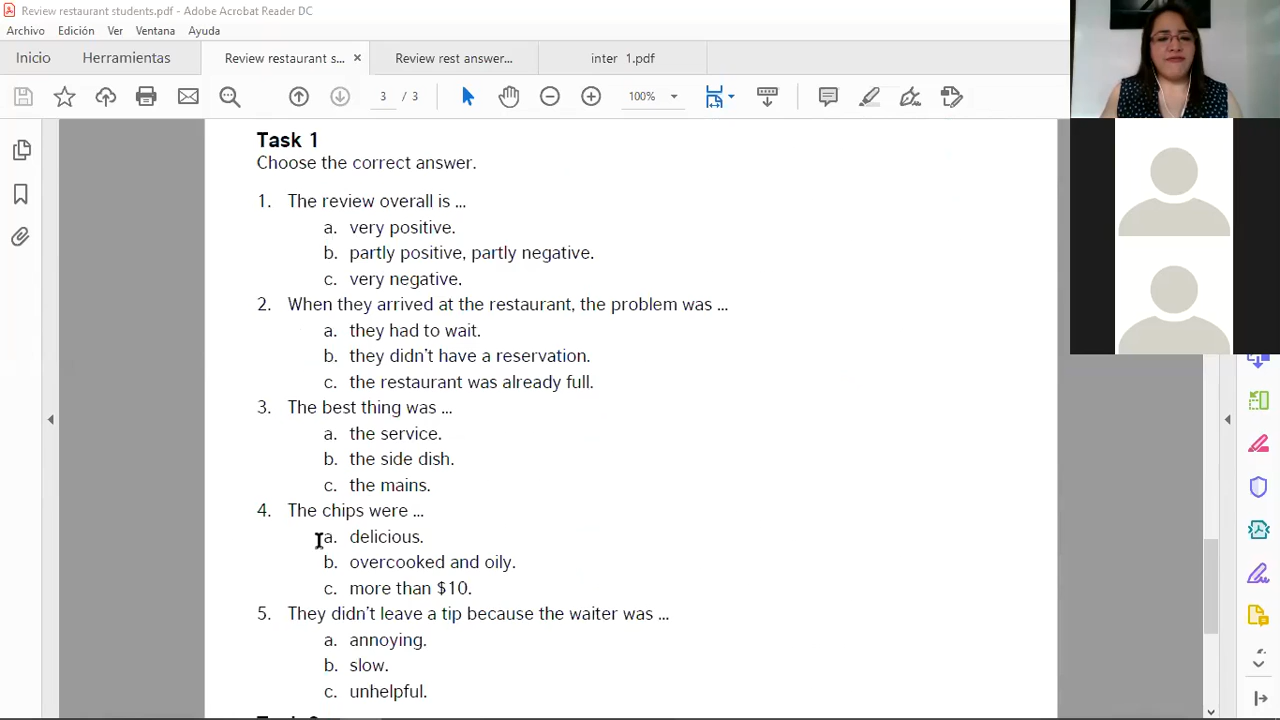 Review restaurant students.pdf - Adobe Acrobat Reader DC
Archivo Edición Ver Ventana Ayuda
Inicio Herramientas Review restaurant s... × Review rest answer... inter 1.pdf
3 / 3 100%
Task 1
Choose the correct answer.
1. The review overall is ...
a. very positive.
b. partly positive, partly negative.
c. very negative.
2. When they arrived at the restaurant, the problem was ...
a. they had to wait.
b. they didn't have a reservation.
c. the restaurant was already full.
3. The best thing was ...
a. the service.
b. the side dish.
c. the mains.
4. The chips were ...
a. delicious.
b. overcooked and oily.
c. more than $10.
5. They didn't leave a tip because the waiter was ...
a. annoying.
b. slow.
c. unhelpful.